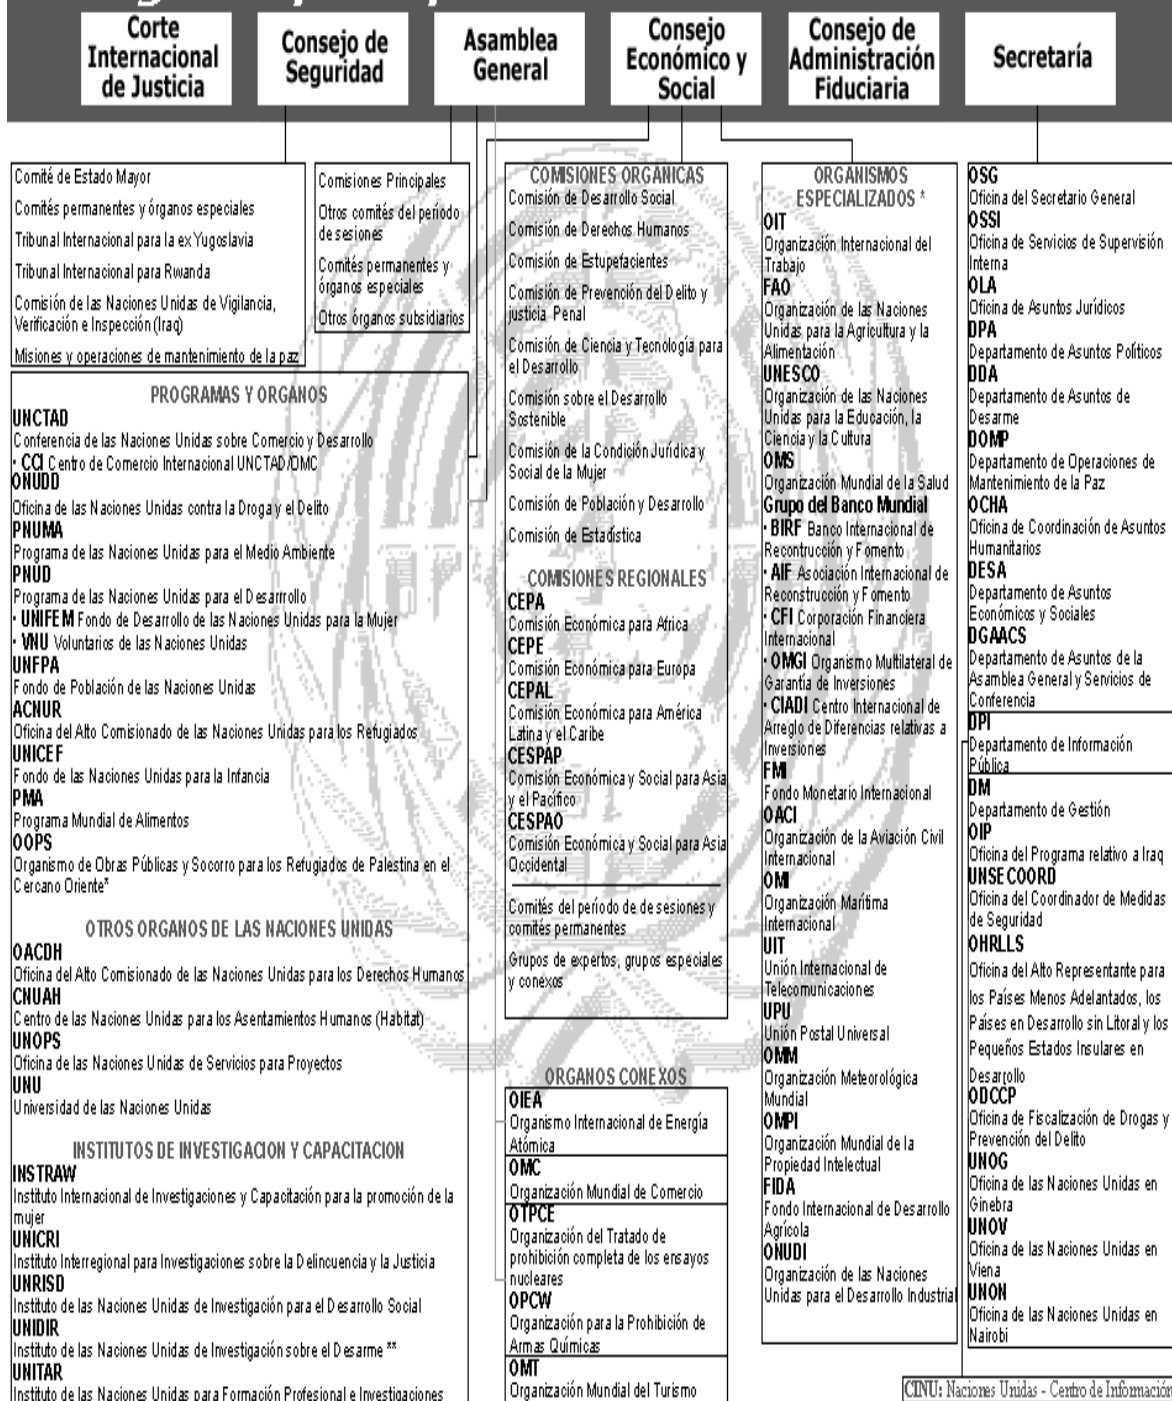 Corte
Internacional
de Justicia
Consejo de
Seguridad
Asamblea
General
Consejo
Económico y
Social
Consejo de
Administración
Fiduciaria
Secretaría
Comité de Estado Mayor
Comités permanentes y órganos especiales
Tribunal Internacional para la ex Yugoslavia
Tribunal Internacional para Rwanda
Comisión de las Naciones Unidas de Vigilancia,
Verificación e Inspección (Iraq)
Misiones y operaciones de mantenimiento de la paz
Comisiones Principales
Otros comités del período
de sesiones
Comités permanentes y
órganos especiales
Otros órganos subsidiarios
PROGRAMAS Y ORGANOS
UNCTAD
Conferencia de las Naciones Unidas sobre Comercio y Desarrollo
· CCI Centro de Comercio Internacional UNCTAD/OMC
ONUDD
Oficina de las Naciones Unidas contra la Droga y el Delito
PNUMA
Programa de las Naciones Unidas para el Medio Ambiente
PNUD
Programa de las Naciones Unidas para el Desarrrollo
· UNIFEM Fondo de Desarrollo de las Naciones Unidas para la Mujer
· VNU Voluntarios de las Naciones Unidas
UNFPA
Fondo de Población de las Naciones Unidas
ACNUR
Oficina del Alto Comisionado de las Naciones Unidas para los Refugiados
UNICEF
Fondo de las Naciones Unidas para la Infancia
PMA
Programa Mundial de Alimentos
OOPS
Organismo de Obras Públicas y Socorro para los Refugiados de Palestina en el
Cercano Oriente*
OTROS ORGANOS DE LAS NACIONES UNIDAS
OACDH
Oficina del Alto Comisionado de las Naciones Unidas para los Derechos Humanos
CNUAH
Centro de las Naciones Unidas para los Asentamientos Humanos (Habitat)
UNOPS
Oficina de las Naciones Unidas de Servicios para Proyectos
UNU
Universidad de las Naciones Unidas
INSTITUTOS DE INVESTIGACION Y CAPACITACION
INSTRAW
Instituto Internacional de Investigaciones y Capacitación para la promoción de la
mujer
UNICRI
Instituto Interregional para Investigaciones sobre la Delincuencia y la Justicia
UNRISD
Instituto de las Naciones Unidas de Investigación para el Desarrollo Social
UNIDIR
Instituto de las Naciones Unidas de Investigación sobre el Desarme **
UNITAR
Instituto de las Naciones Unidas para Formación Profesional e Investigaciones
COMISIONES ORGANICAS
Comisión de Desarrollo Social
Comisión de Derechos Humanos
Comisión de Estupefacientes
Comisión de Prevención del Delito y
justicia Penal
Comisión de Ciencia y Tecnología para
el Desarrollo
Comisión sobre el Desarrollo
Sostenible
Comisión de la Condición Jurídica y
Social de la Mujer
Comisión de Población y Desarrollo
Comisión de Estadística
COMISIONES REGIONALES
CEPA
Comisión Económica para Africa
CEPE
Comisión Económica para Europa
CEPAL
Comisión Económica para América
Latina y el Caribe
CESPAP
Comisión Económica y Social para Asia
y el Pacífico
CESPAO
Comisión Económica y Social para Asia
Occidental
Comités del período de de sesiones y
comités permanentes
Grupos de expertos, grupos especiales
y conexos
ORGANOS CONEXOS
OIEA
Organismo Internacional de Energía
Atómica
OMC
Organización Mundial de Comercio
OTPCE
Organización del Tratado de
prohibición completa de los ensayos
nucleares
OPCW
Organización para la Prohibición de
Armas Químicas
OMT
Organización Mundial del Turismo
ORGANISMOS
ESPECIALIZADOS *
OIT
Organización Internacional del
Trabajo
FAO
Organización de las Naciones
Unidas para la Agricultura y la
Alimentación
UNESCO
Organización de las Naciones
Unidas para la Educación, la
Ciencia y la Cultura
OMS
Organización Mundial de la Salud
Grupo del Banco Mundial
· BIRF Banco Internacional de
Recontrucción y Fomento
· AIF Asociación Internacional de
Reconstrucción y Fomento
· CFI Corporación Financiera
Internacional
· OMGI Organismo Multilateral de
Garantía de Inversiones
· CIADI Centro Internacional de
Arreglo de Diferencias relativas a
Inversiones
FMI
Fondo Monetario Internacional
OACI
Organización de la Aviación Civil
Internacional
OMI
Organización Marítima
Internacional
UIT
Unión Internacional de
Telecomunicaciones
UPU
Unión Postal Universal
OMM
Organización Meteorológica
Mundial
OMPI
Organización Mundial de la
Propiedad Intelectual
FIDA
Fondo Internacional de Desarrollo
Agrícola
ONUDI
Organización de las Naciones
Unidas para el Desarrollo Industrial
OSG
Oficina del Secretario General
OSSI
Oficina de Servicios de Supervisión
Interna
OLA
Oficina de Asuntos Jurídicos
DPA
Departamento de Asuntos Políticos
DDA
Departamento de Asuntos de
Desarme
DOMP
Departamento de Operaciones de
Mantenimiento de la Paz
OCHA
Oficina de Coordinación de Asuntos
Humanitarios
DESA
Departamento de Asuntos
Económicos y Sociales
DGAACS
Departamento de Asuntos de la
Asamblea General y Servicios de
Conferencia
DPI
Departamento de Información
Pública
DM
Departamento de Gestión
OIP
Oficina del Programa relativo a Iraq
UNSECOORD
Oficina del Coordinador de Medidas
de Seguridad
OHRLLS
Oficina del Alto Representante para
los Países Menos Adelantados, los
Países en Desarrollo sin Litoral y los
Pequeños Estados Insulares en
Desarrollo
ODCCP
Oficina de Fiscalización de Drogas y
Prevención del Delito
UNOG
Oficina de las Naciones Unidas en
Ginebra
UNOV
Oficina de las Naciones Unidas en
Viena
UNON
Oficina de las Naciones Unidas en
Nairobi
CINU: Naciones Unidas - Centro de Información